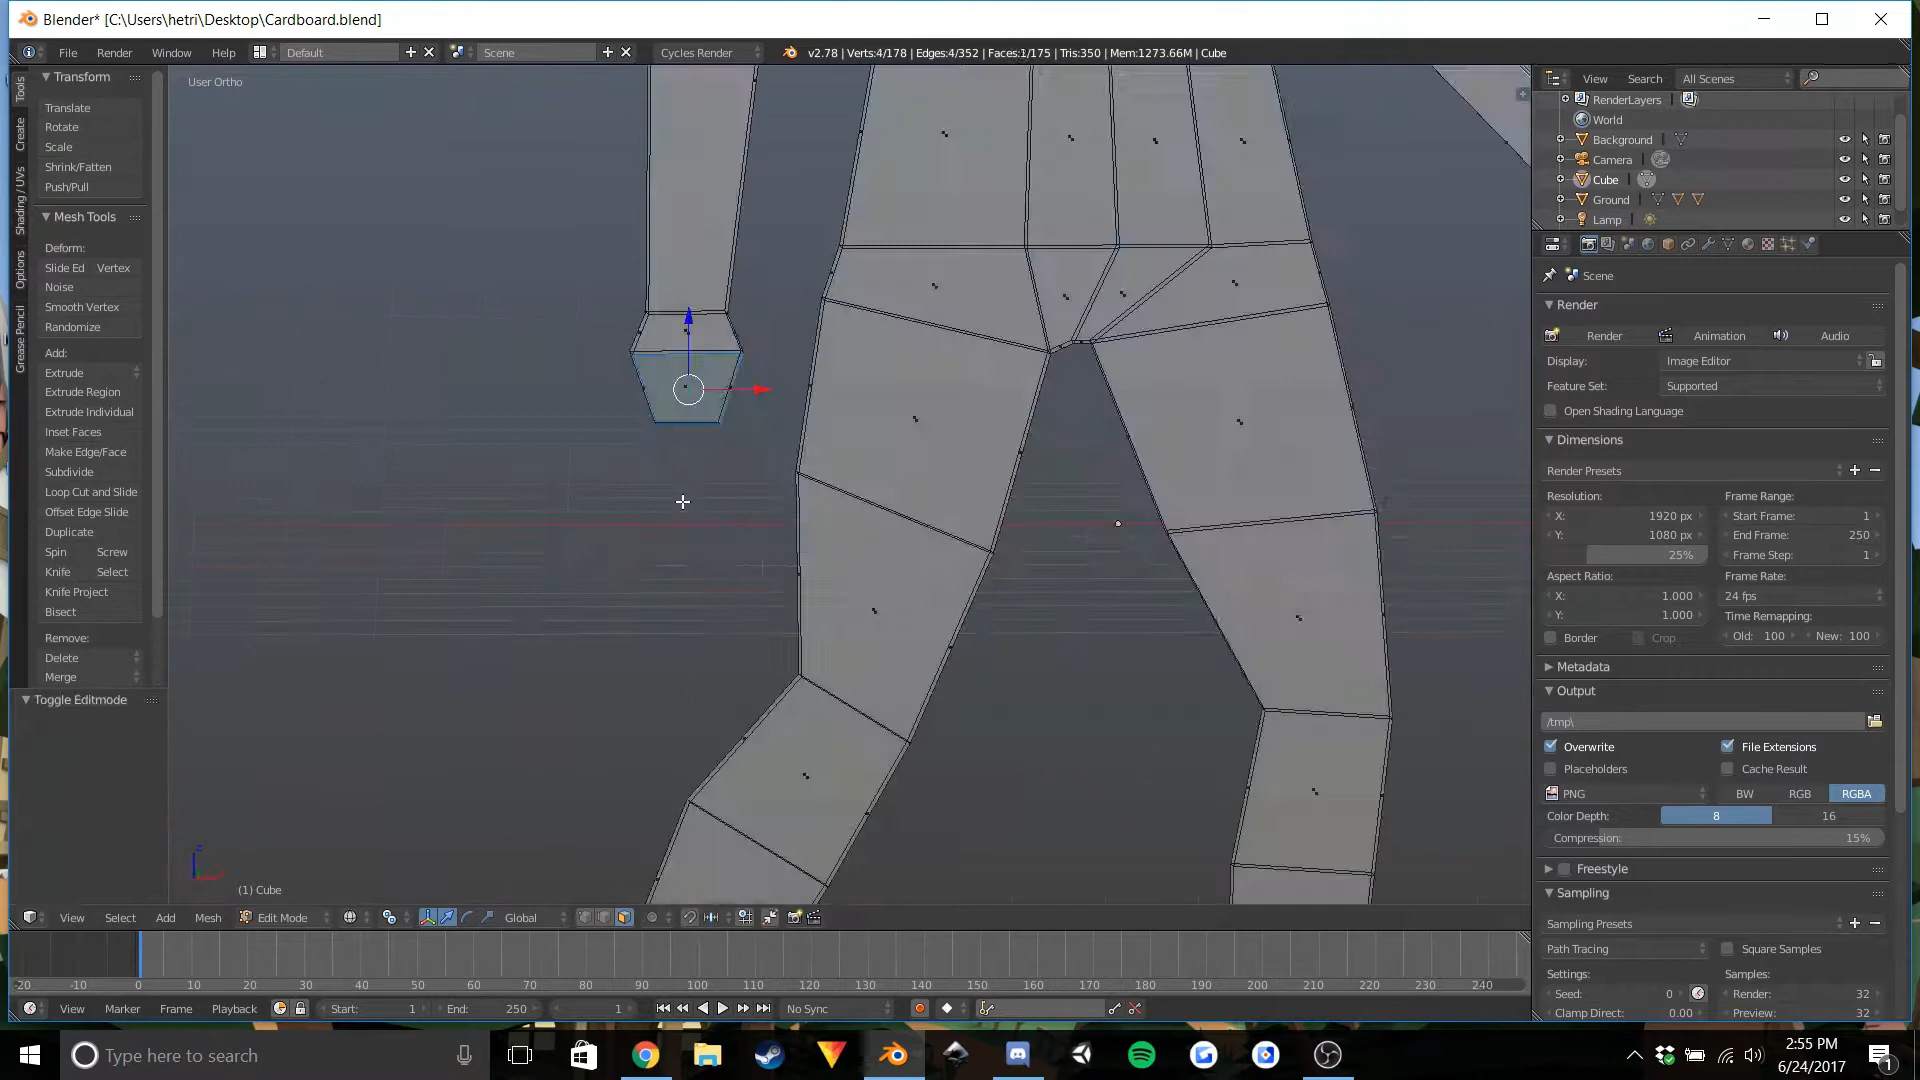 Blender* [C:\Users\hetri\Desktop\Cardboard.blend]
File Render Window Help Default Scene Cycles Render v2.78 | Verts:4/178 | Edges:4/352 | Faces:1/175 | Tris:350 | Mem:1273.66M | Cube
Tools
Create
Shading / UVs
Options
Grease Pencil
Transform
Translate
Rotate
Scale
Shrink/Fatten
Push/Pull
Mesh Tools
Deform:
Slide Ed Vertex
Noise
Smooth Vertex
Randomize
Add:
Extrude
Extrude Region
Extrude Individual
Inset Faces
Make Edge/Face
Subdivide
Loop Cut and Slide
Offset Edge Slide
Duplicate
Spin Screw
Knife Select
Knife Project
Bisect
Remove:
Delete
Merge
Toggle Editmode
User Ortho
(1) Cube
View Select Add Mesh Edit Mode Global
View Search All Scenes
RenderLayers
World
Background
Camera
Cube
Ground
Lamp
Scene
Render
Render Animation Audio
Display: Image Editor
Feature Set: Supported
Open Shading Language
Dimensions
Render Presets
Resolution: Frame Range:
X: 1920 px Start Frame: 1
Y: 1080 px End Frame: 250
25% Frame Step: 1
Aspect Ratio: Frame Rate:
X: 1.000 24 fps
Y: 1.000 Time Remapping:
Border Crop Old: 100 New: 100
Metadata
Output
/tmp\
Overwrite File Extensions
Placeholders Cache Result
PNG BW RGB RGBA
Color Depth: 8 16
Compression: 15%
Freestyle
Sampling
Sampling Presets
Path Tracing Square Samples
Settings: Samples:
Seed: 0 Render: 32
Clamp Direct: 0.00 Preview: 32
-20 -10 0 10 20 30 40 50 60 70 80 90 100 110 120 130 140 150 160 170 180 190 200 210 220 230 240
View Marker Frame Playback Start: 1 End: 250 1 No Sync
Type here to search
2:55 PM
6/24/2017
1